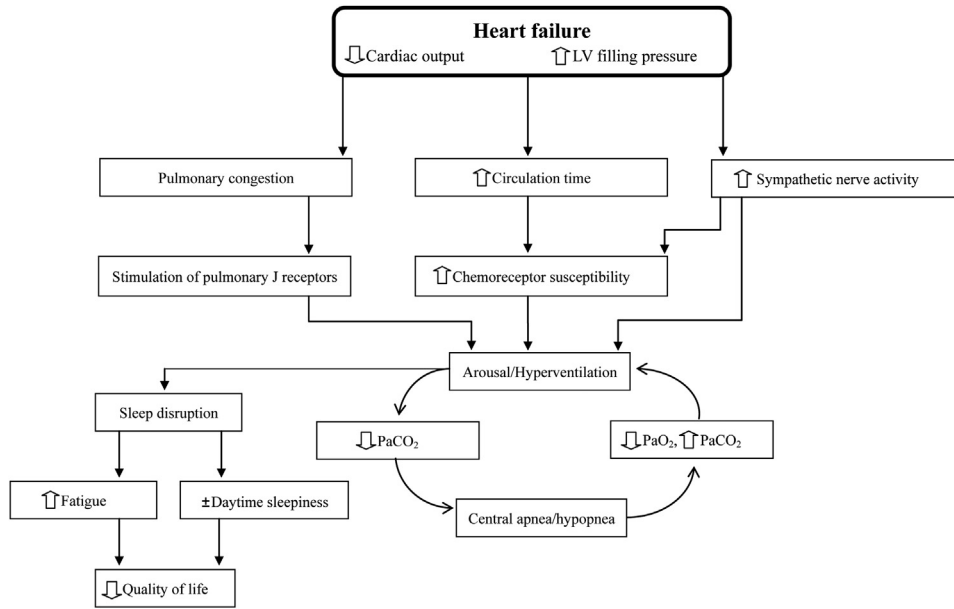 Heart failure
⇩Cardiac output ⇧LV filling pressure
Pulmonary congestion
⇧Circulation time
⇧Sympathetic nerve activity
Stimulation of pulmonary J receptors
⇧Chemoreceptor susceptibility
Arousal/Hyperventilation
Sleep disruption
⇩PaCO₂
⇩PaO₂,⇧PaCO₂
⇧Fatigue
±Daytime sleepiness
Central apnea/hypopnea
⇩Quality of life